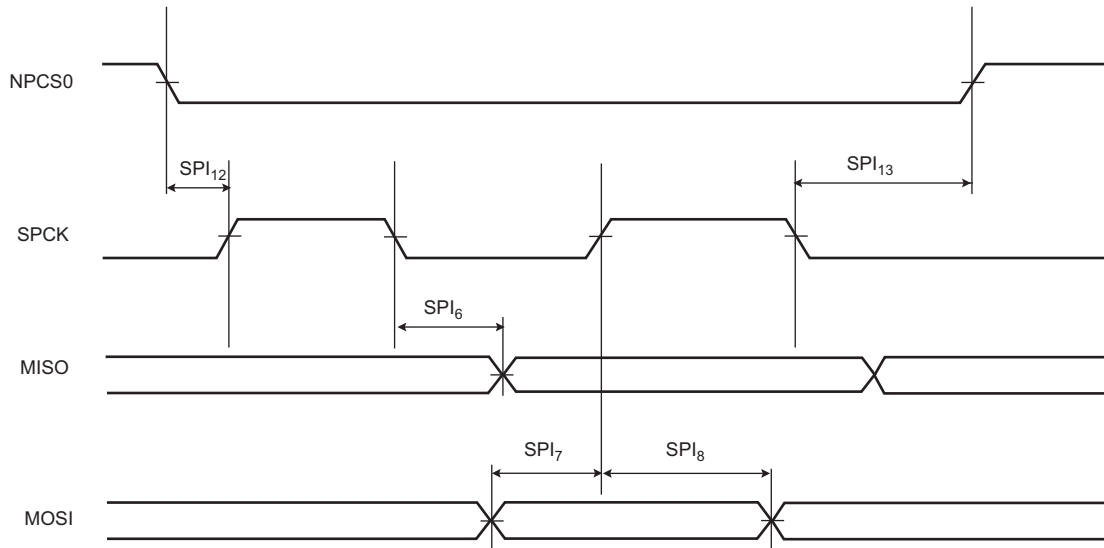 NPCS0
SPI₁₂
SPI₁₃
SPCK
SPI₆
MISO
SPI₇
SPI₈
MOSI